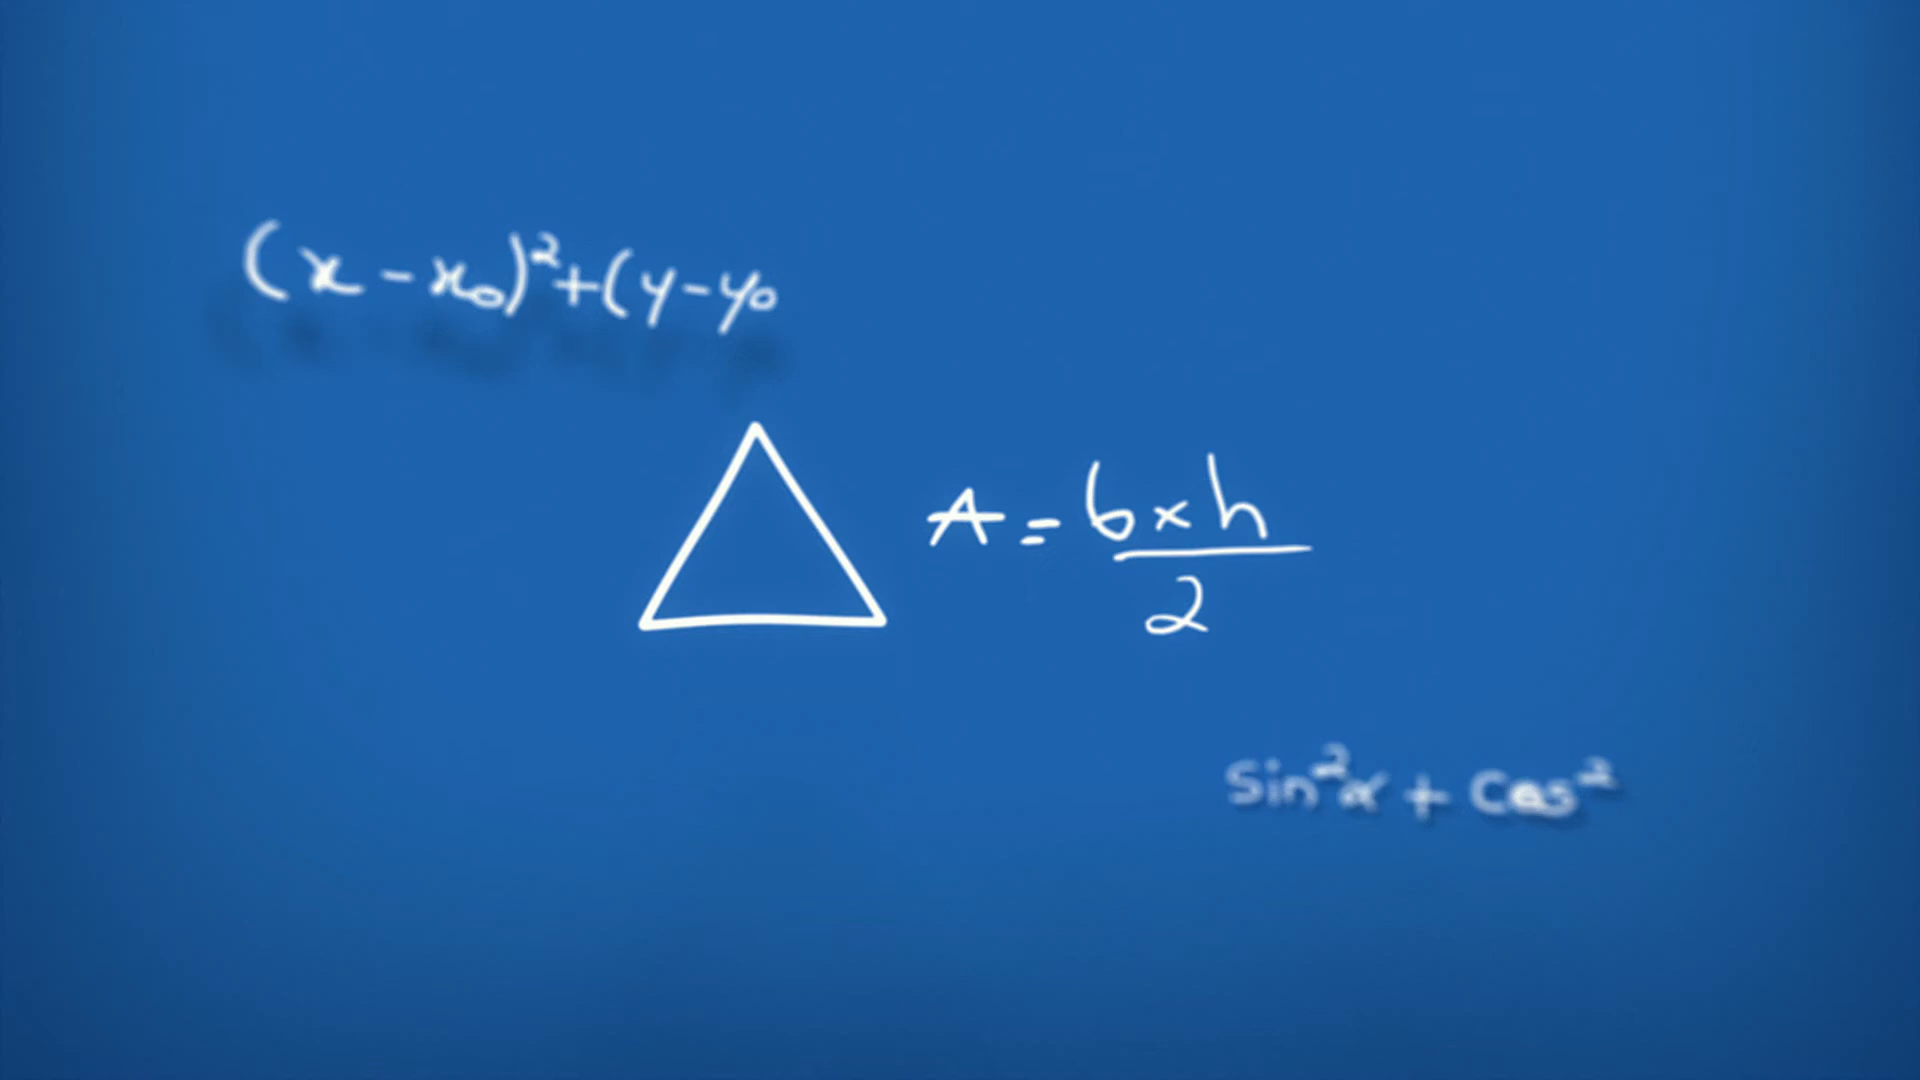 (x - x₀)² + (y - y₀
A = b × h
2
sin²x + cos²